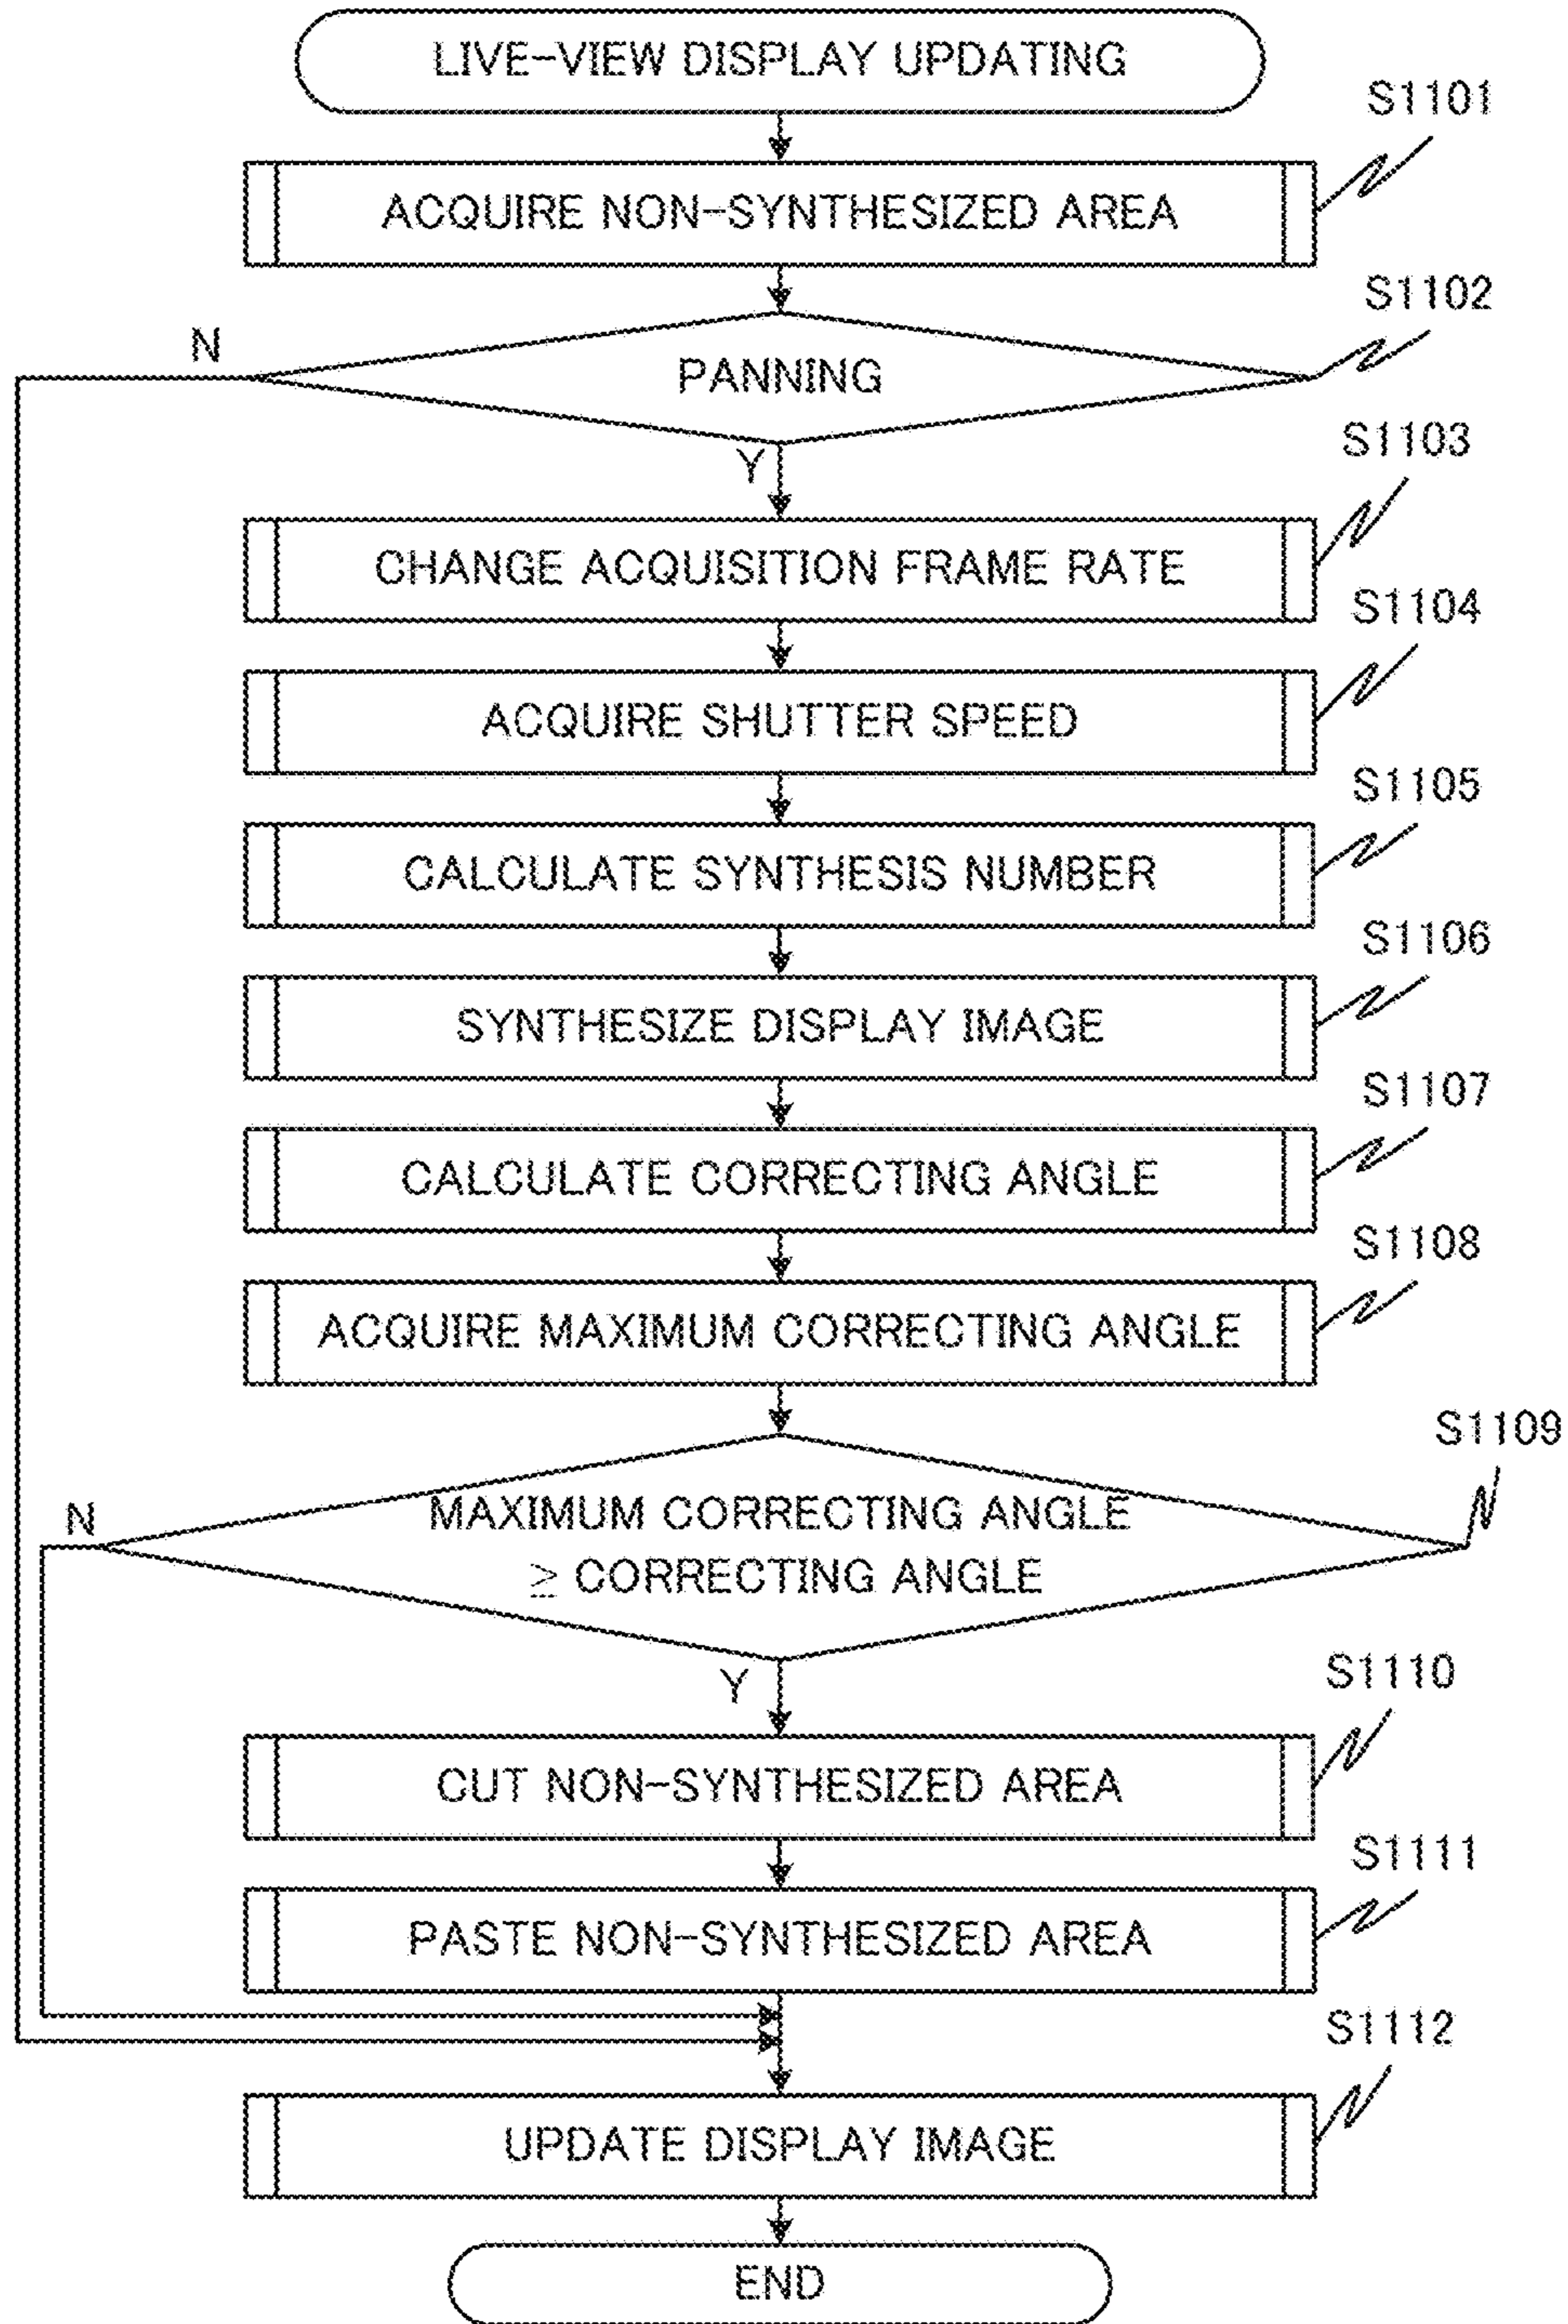 LIVE-VIEW DISPLAY UPDATING
S1101
ACQUIRE NON-SYNTHESIZED AREA
S1102
N
PANNING
Y
S1103
CHANGE ACQUISITION FRAME RATE
S1104
ACQUIRE SHUTTER SPEED
S1105
CALCULATE SYNTHESIS NUMBER
S1106
SYNTHESIZE DISPLAY IMAGE
S1107
CALCULATE CORRECTING ANGLE
S1108
ACQUIRE MAXIMUM CORRECTING ANGLE
S1109
N
MAXIMUM CORRECTING ANGLE
≥ CORRECTING ANGLE
Y
S1110
CUT NON-SYNTHESIZED AREA
S1111
PASTE NON-SYNTHESIZED AREA
S1112
UPDATE DISPLAY IMAGE
END